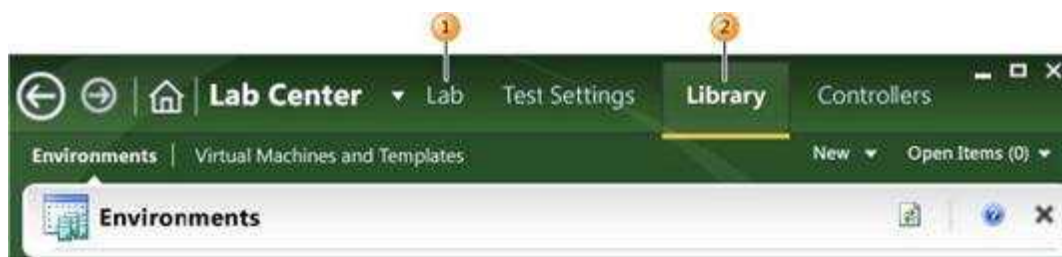 1 2
Lab Center Lab Test Settings Library Controllers
Environments | Virtual Machines and Templates New Open Items (0)
Environments